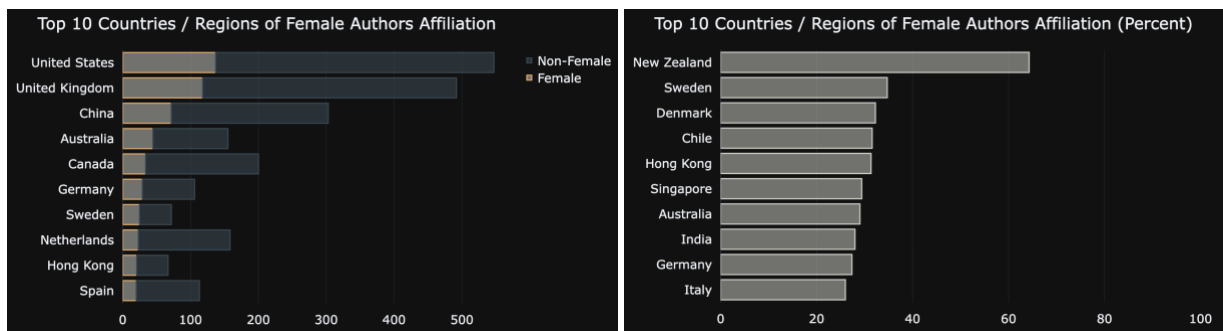 Top 10 Countries / Regions of Female Authors Affiliation
United States
United Kingdom
China
Australia
Canada
Germany
Sweden
Netherlands
Hong Kong
Spain
0 100 200 300 400 500
Non-Female
Female
Top 10 Countries / Regions of Female Authors Affiliation (Percent)
New Zealand
Sweden
Denmark
Chile
Hong Kong
Singapore
Australia
India
Germany
Italy
0 20 40 60 80 100